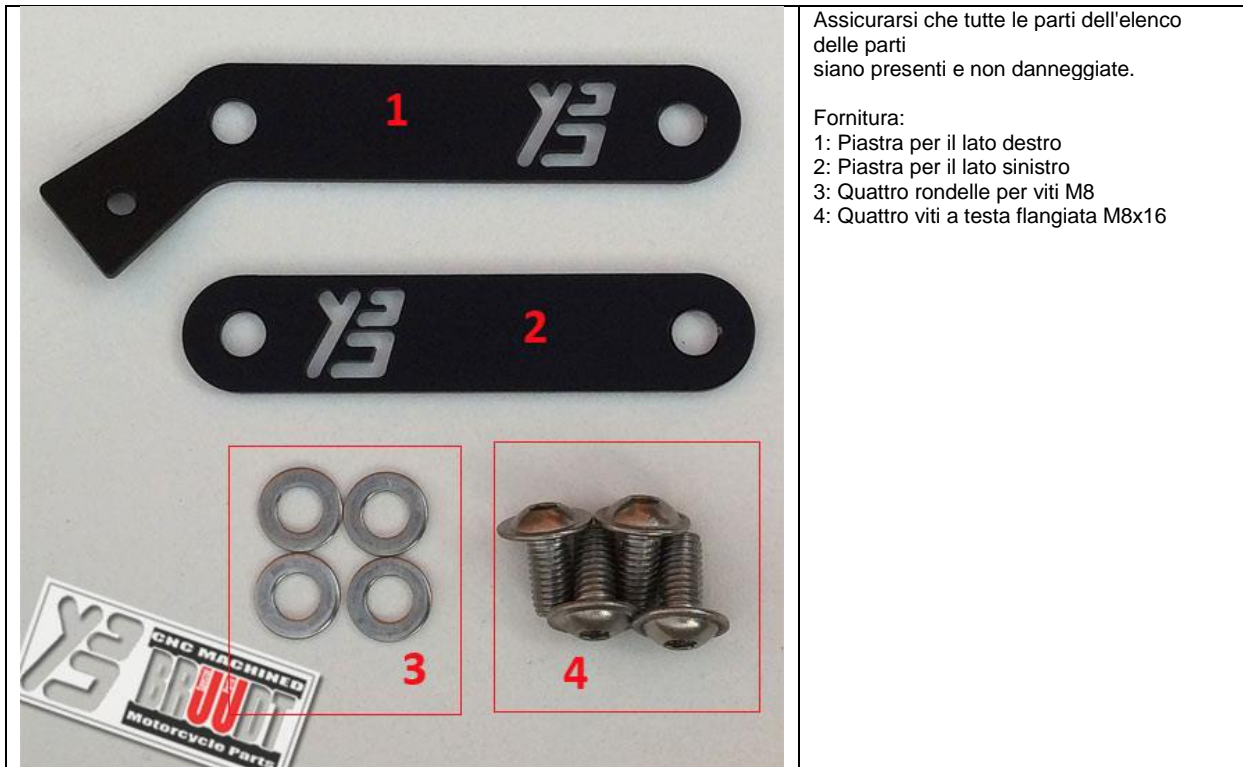 Assicurarsi che tutte le parti dell'elenco
delle parti
siano presenti e non danneggiate.
Fornitura:
1: Piastra per il lato destro
2: Piastra per il lato sinistro
3: Quattro rondelle per viti M8
4: Quattro viti a testa flangiata M8x16
1
2
3
4
CNC MACHINED
Motorcycle Parts